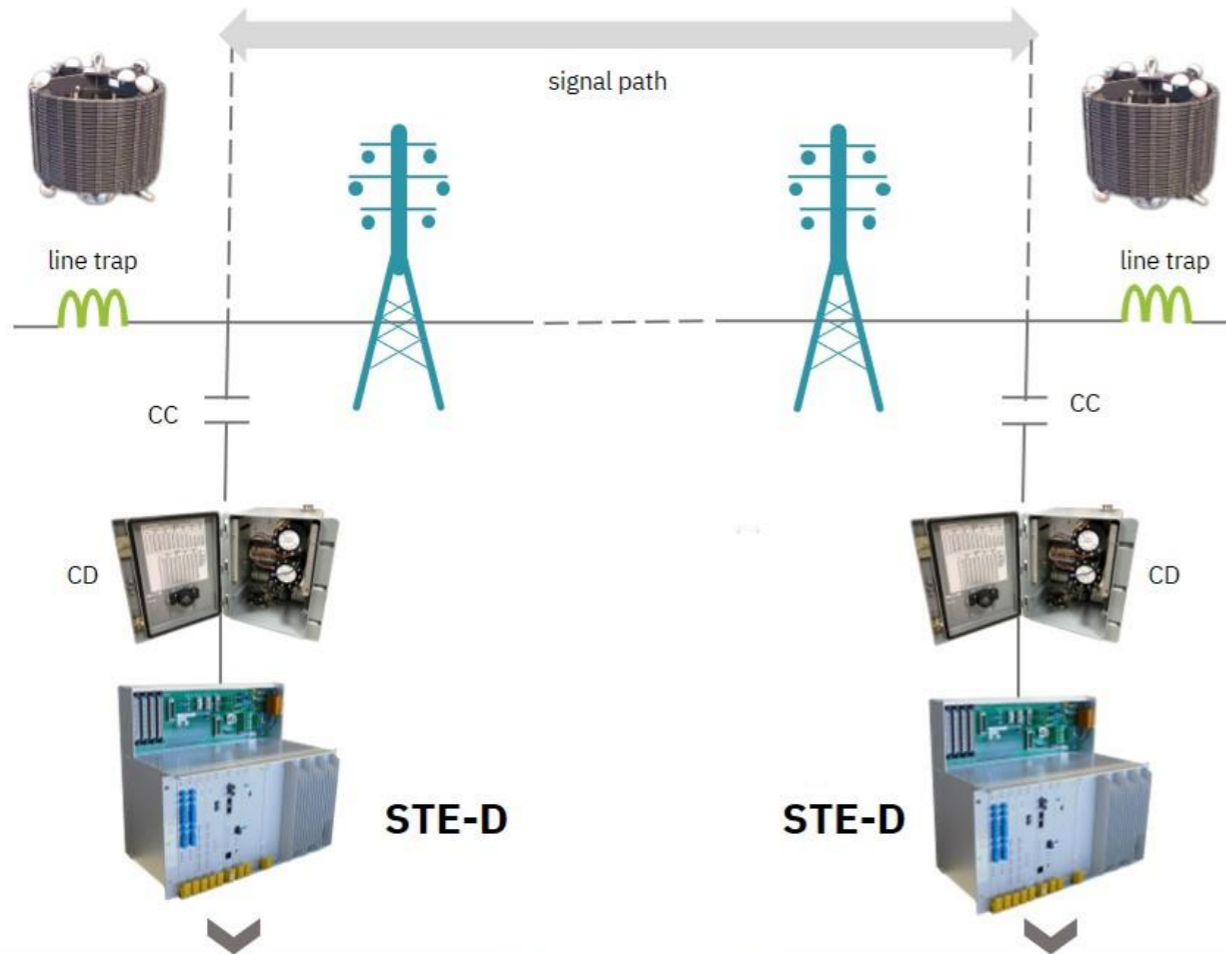 signal path
line trap
line trap
CC
CC
CD
CD
STE-D
STE-D